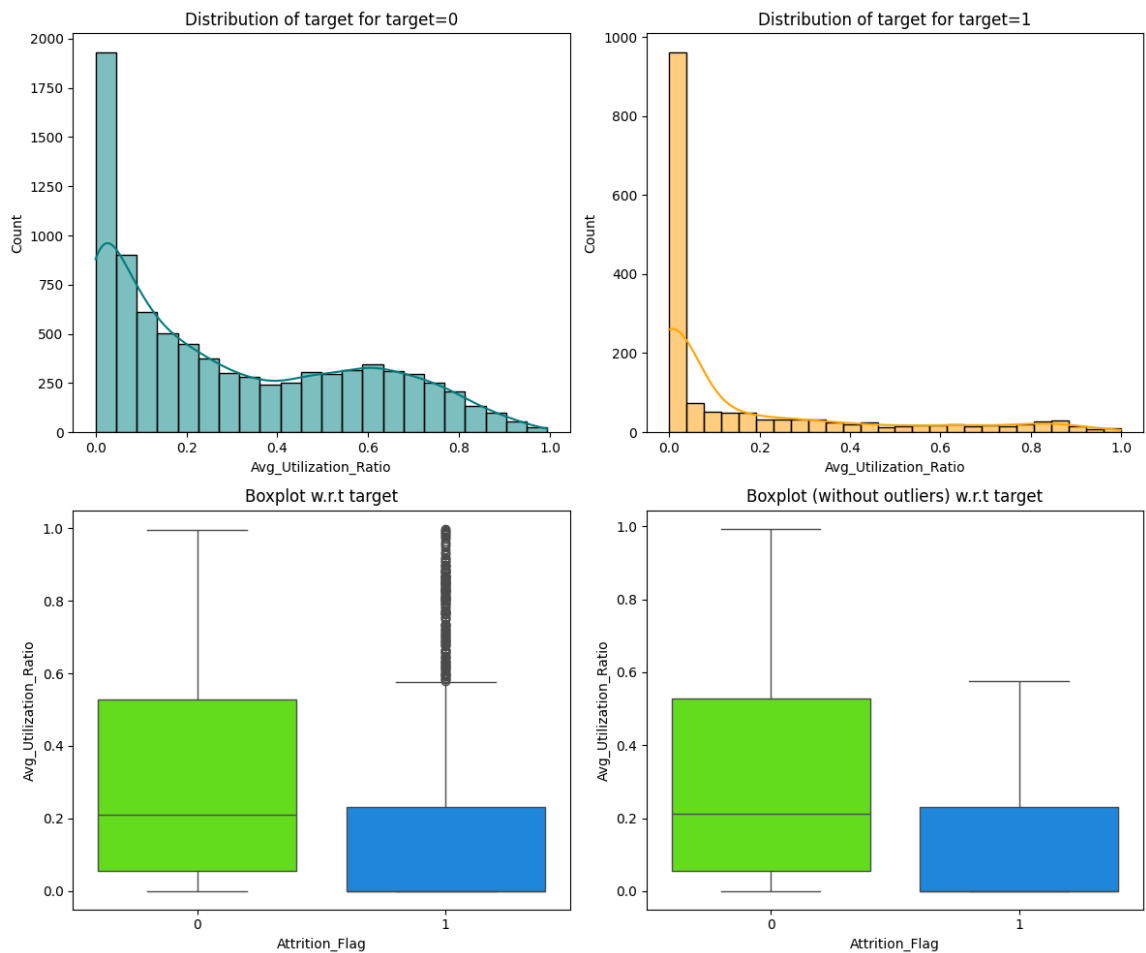 Distribution of target for target=0
2000
1750
1500
1250
1000
750
500
250
0
Count
0.0 0.2 0.4 0.6 0.8 1.0
Avg_Utilization_Ratio
Distribution of target for target=1
1000
800
600
400
200
0
Count
0.0 0.2 0.4 0.6 0.8 1.0
Avg_Utilization_Ratio
Boxplot w.r.t target
1.0
0.8
0.6
0.4
0.2
0.0
Avg_Utilization_Ratio
0 1
Attrition_Flag
Boxplot (without outliers) w.r.t target
1.0
0.8
0.6
0.4
0.2
0.0
Avg_Utilization_Ratio
0 1
Attrition_Flag